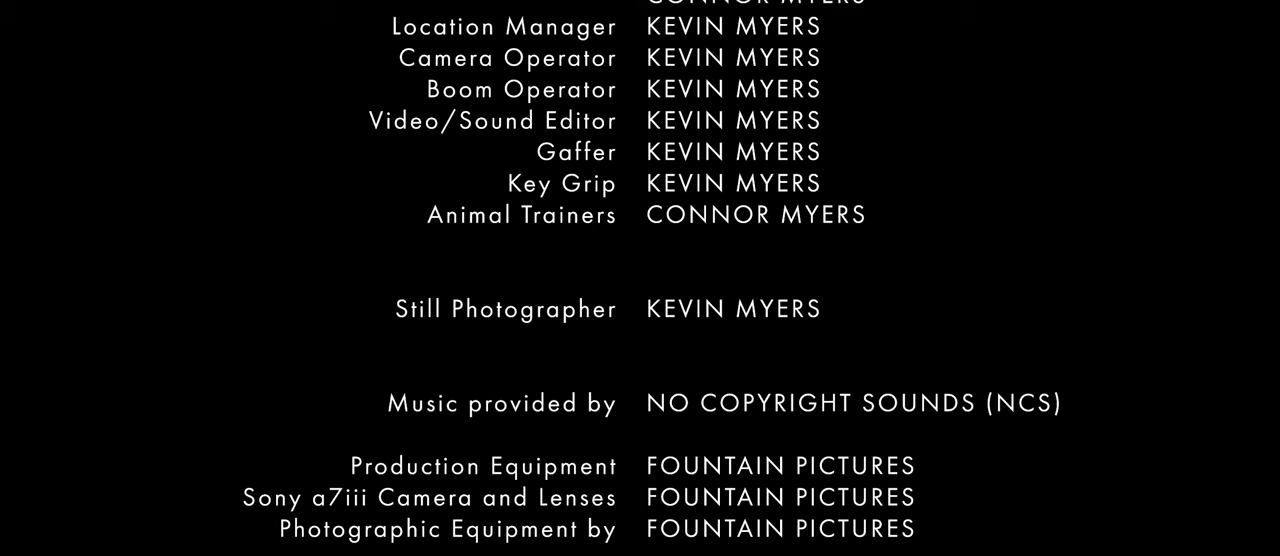 CONNOR MYERS
Location Manager KEVIN MYERS
Camera Operator KEVIN MYERS
Boom Operator KEVIN MYERS
Video/Sound Editor KEVIN MYERS
Gaffer KEVIN MYERS
Key Grip KEVIN MYERS
Animal Trainers CONNOR MYERS
Still Photographer KEVIN MYERS
Music provided by NO COPYRIGHT SOUNDS (NCS)
Production Equipment FOUNTAIN PICTURES
Sony a7iii Camera and Lenses FOUNTAIN PICTURES
Photographic Equipment by FOUNTAIN PICTURES